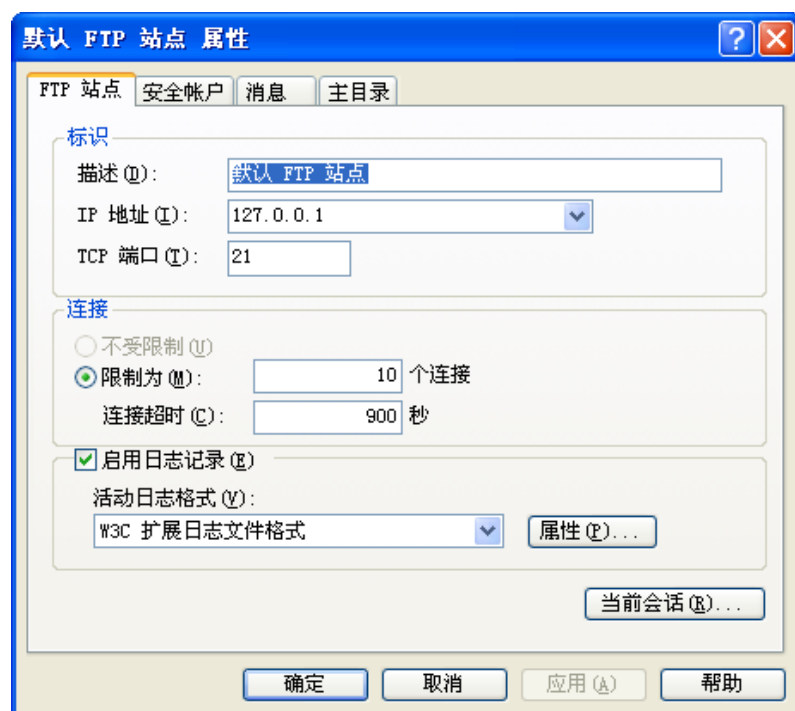 默认 FTP 站点 属性
FTP 站点 安全帐户 消息 主目录
标识
描述(D): 默认 FTP 站点
IP 地址(I): 127.0.0.1
TCP 端口(T): 21
连接
不受限制(U)
限制为(M): 10 个连接
连接超时(C): 900 秒
启用日志记录(E)
活动日志格式(V):
W3C 扩展日志文件格式 属性(P)...
当前会话(R)...
确定 取消 应用(A) 帮助